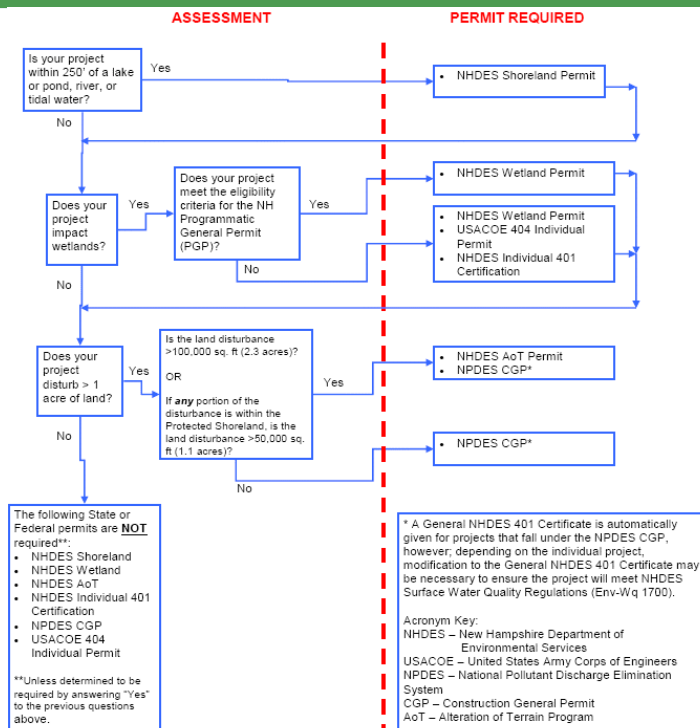 ASSESSMENT
PERMIT REQUIRED
Is your project
within 250' of a lake
or pond, river, or
tidal water?
Yes
No
• NHDES Shoreland Permit
Does your
project
impact
wetlands?
Yes
No
Does your project
meet the eligibility
criteria for the NH
Programmatic
General Permit
(PGP)?
Yes
No
• NHDES Wetland Permit
• NHDES Wetland Permit
• USACOE 404 Individual
Permit
• NHDES Individual 401
Certification
Does your
project
disturb > 1
acre of land?
Yes
No
Is the land disturbance
>100,000 sq. ft (2.3 acres)?
OR
If any portion of the
disturbance is within the
Protected Shoreland, is the
land disturbance >50,000 sq.
ft (1.1 acres)?
Yes
No
• NHDES AoT Permit
• NPDES CGP*
• NPDES CGP*
The following State or
Federal permits are NOT
required**:
• NHDES Shoreland
• NHDES Wetland
• NHDES AoT
• NHDES Individual 401
Certification
• NPDES CGP
• USACOE 404
Individual Permit
**Unless determined to be
required by answering "Yes"
to the previous questions
above.
* A General NHDES 401 Certificate is automatically
given for projects that fall under the NPDES CGP,
however; depending on the individual project,
modification to the General NHDES 401 Certificate may
be necessary to ensure the project will meet NHDES
Surface Water Quality Regulations (Env-Wq 1700).
Acronym Key:
NHDES – New Hampshire Department of
Environmental Services
USACOE – United States Army Corps of Engineers
NPDES – National Pollutant Discharge Elimination
System
CGP – Construction General Permit
AoT – Alteration of Terrain Program